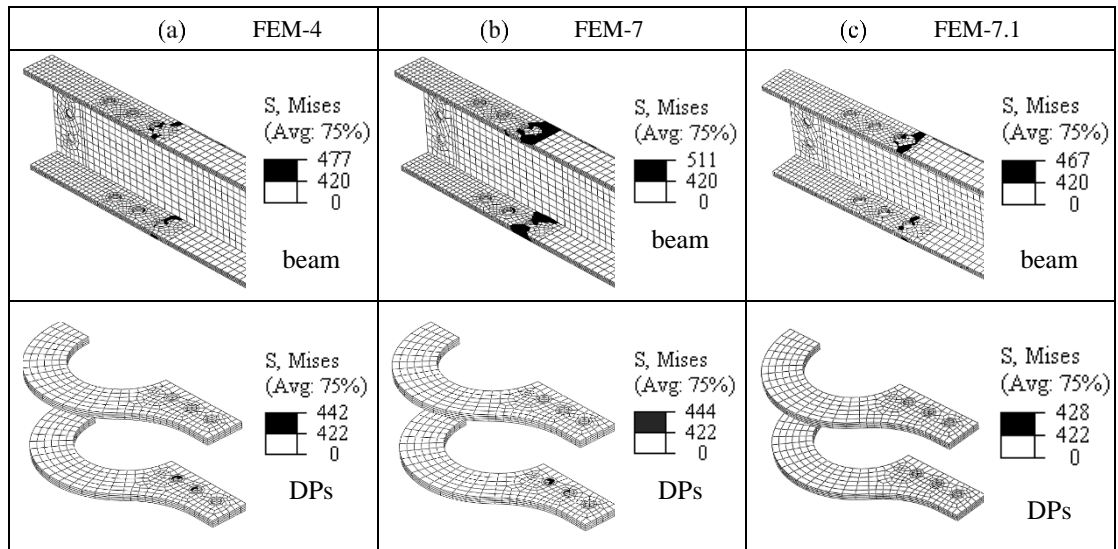 (a) FEM-4
(b) FEM-7
(c) FEM-7.1
S, Mises
(Avg: 75%)
477
420
0
beam
S, Mises
(Avg: 75%)
511
420
0
beam
S, Mises
(Avg: 75%)
467
420
0
beam
S, Mises
(Avg: 75%)
442
422
0
DPs
S, Mises
(Avg: 75%)
444
422
0
DPs
S, Mises
(Avg: 75%)
428
422
0
DPs